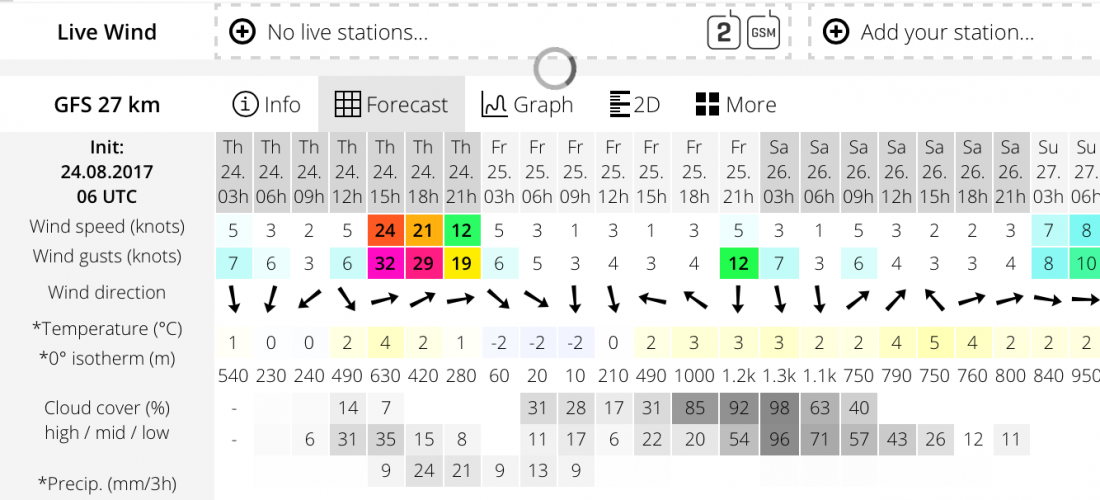 Live Wind No live stations... 2 GSM Add your station...
GFS 27 km Info Forecast Graph 2D More
Init: Th Th Th Th Th Th Th Fr Fr Fr Fr Fr Fr Fr Sa Sa Sa Sa Sa Sa Sa Su Su
24.08.2017 24. 24. 24. 24. 24. 24. 24. 25. 25. 25. 25. 25. 25. 25. 26. 26. 26. 26. 26. 26. 26. 27. 27.
06 UTC 03h 06h 09h 12h 15h 18h 21h 03h 06h 09h 12h 15h 18h 21h 03h 06h 09h 12h 15h 18h 21h 03h 06h
Wind speed (knots) 5 3 2 5 24 21 12 5 3 1 3 1 3 5 3 1 5 3 2 2 3 7 8
Wind gusts (knots) 7 6 3 6 32 29 19 6 5 3 4 3 4 12 7 3 6 4 3 3 4 8 10
Wind direction
*Temperature (°C) 1 0 0 2 4 2 1 -2 -2 -2 0 2 3 3 3 2 2 4 5 4 2 2 2
*0° isotherm (m) 540 230 240 490 630 420 280 60 20 10 210 490 1000 1.2k 1.3k 1.1k 750 790 750 760 800 840 950
Cloud cover (%) - 14 7 31 28 17 31 85 92 98 63 40
high / mid / low - 6 31 35 15 8 11 17 6 22 20 54 96 71 57 43 26 12 11
9 24 21 9 13 9
*Precip. (mm/3h)